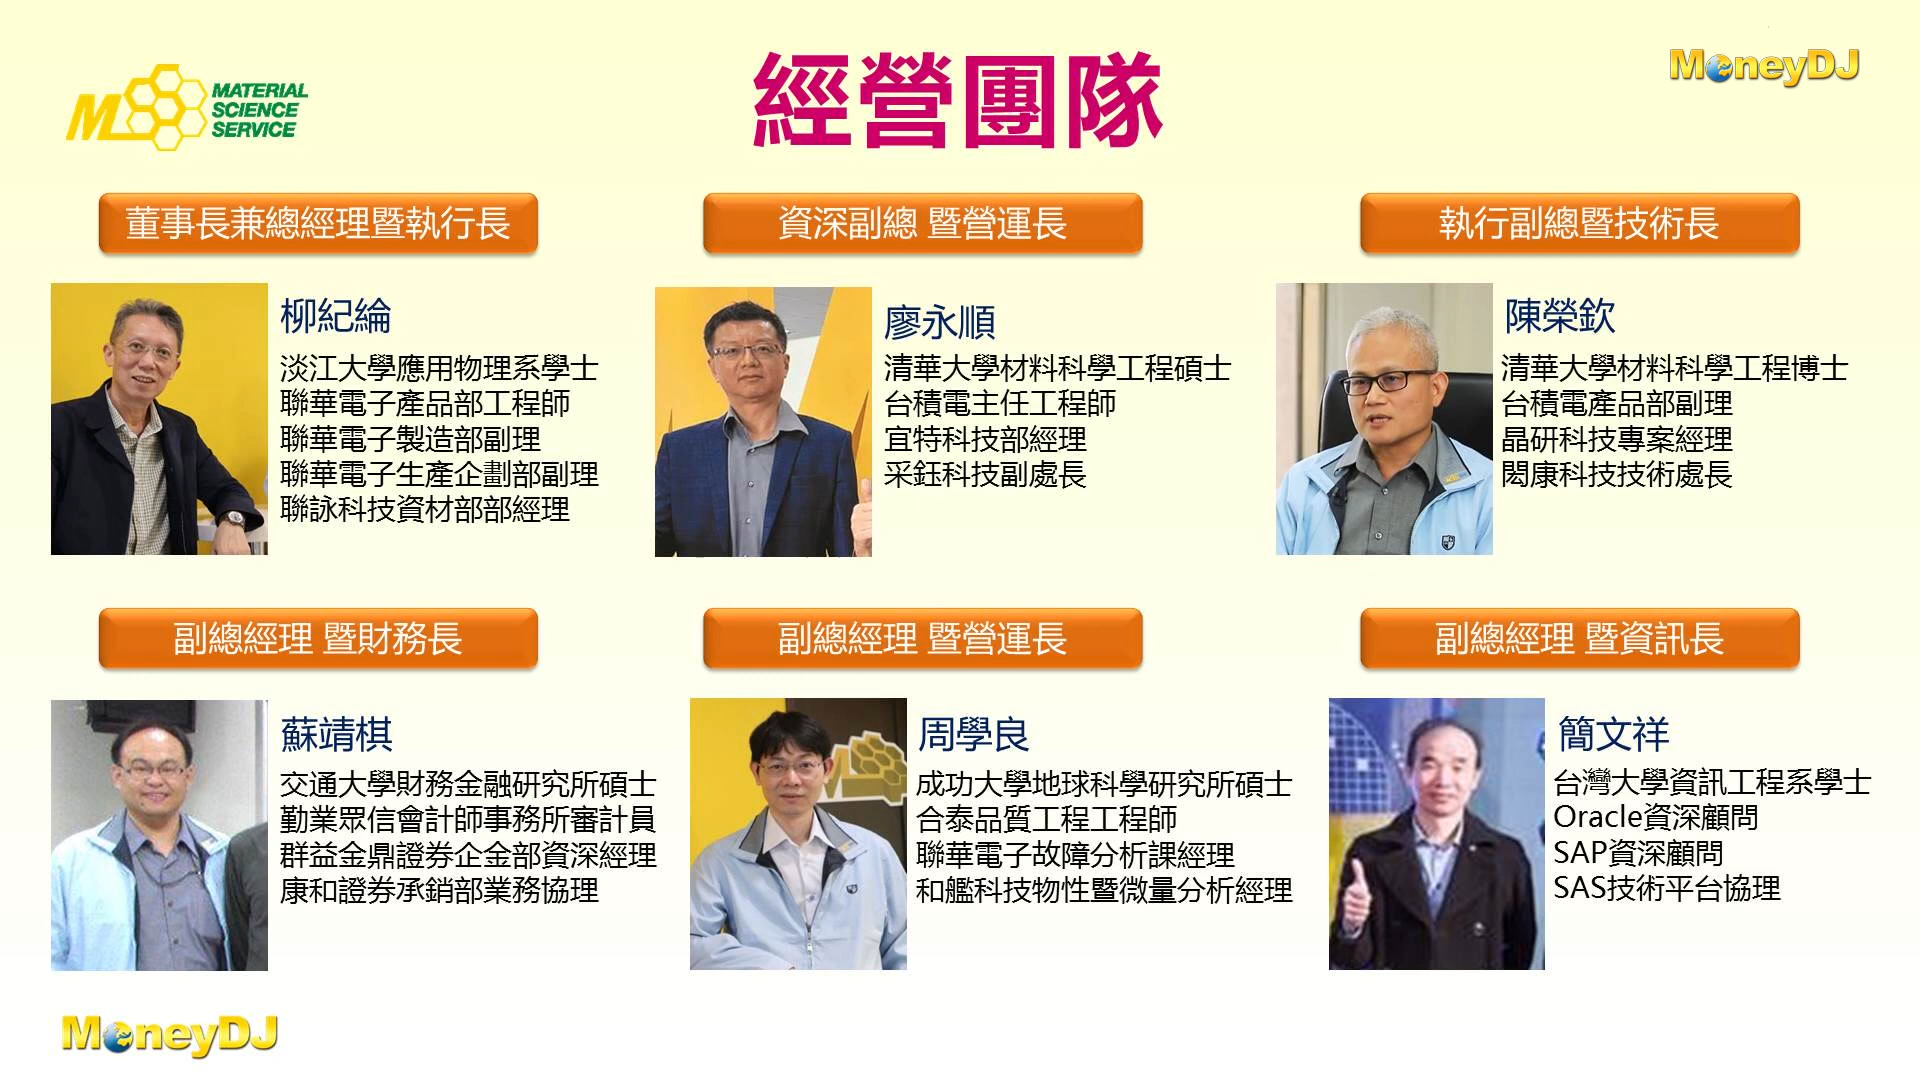 MSS MATERIAL
SCIENCE
SERVICE
經營團隊
MoneyDJ
董事長兼總經理暨執行長
柳紀綸
淡江大學應用物理系學士
聯華電子產品部工程師
聯華電子製造部副理
聯華電子生產企劃部副理
聯詠科技資材部部經理
資深副總 暨營運長
廖永順
清華大學材料科學工程碩士
台積電主任工程師
宜特科技部經理
采鈺科技副處長
執行副總暨技術長
陳榮欽
清華大學材料科學工程博士
台積電產品部副理
晶研科技專案經理
閎康科技技術處長
副總經理 暨財務長
蘇靖棋
交通大學財務金融研究所碩士
勤業眾信會計師事務所審計員
群益金鼎證券企金部資深經理
康和證券承銷部業務協理
副總經理 暨營運長
周學良
成功大學地球科學研究所碩士
合泰品質工程工程師
聯華電子故障分析課經理
和艦科技物性暨微量分析經理
副總經理 暨資訊長
簡文祥
台灣大學資訊工程系學士
Oracle資深顧問
SAP資深顧問
SAS技術平台協理
MoneyDJ